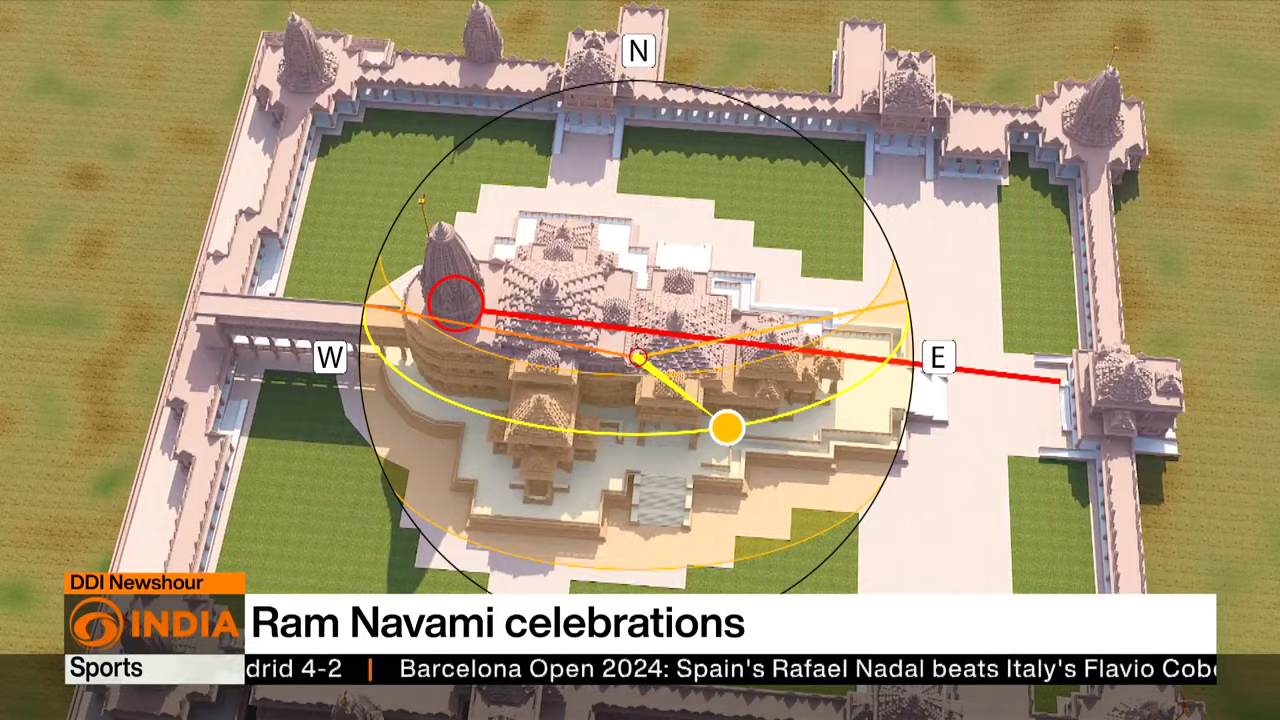 N
W
E
DDI Newshour
INDIA
Ram Navami celebrations
Sports
drid 4-2 | Barcelona Open 2024: Spain's Rafael Nadal beats Italy's Flavio Cob